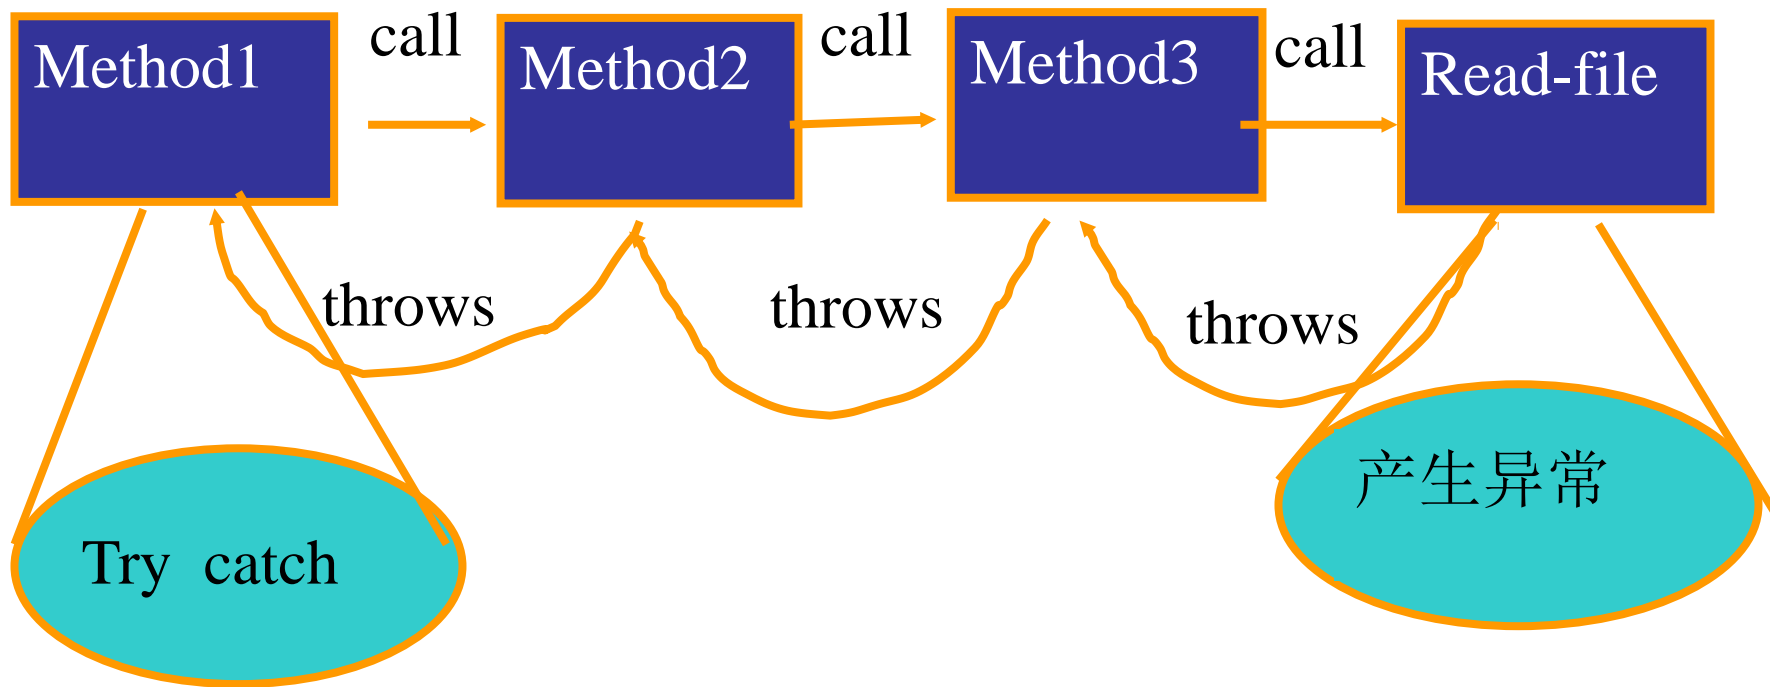 Method1
call
Method2
call
Method3
call
Read-file
throws
throws
throws
Try catch
产生异常